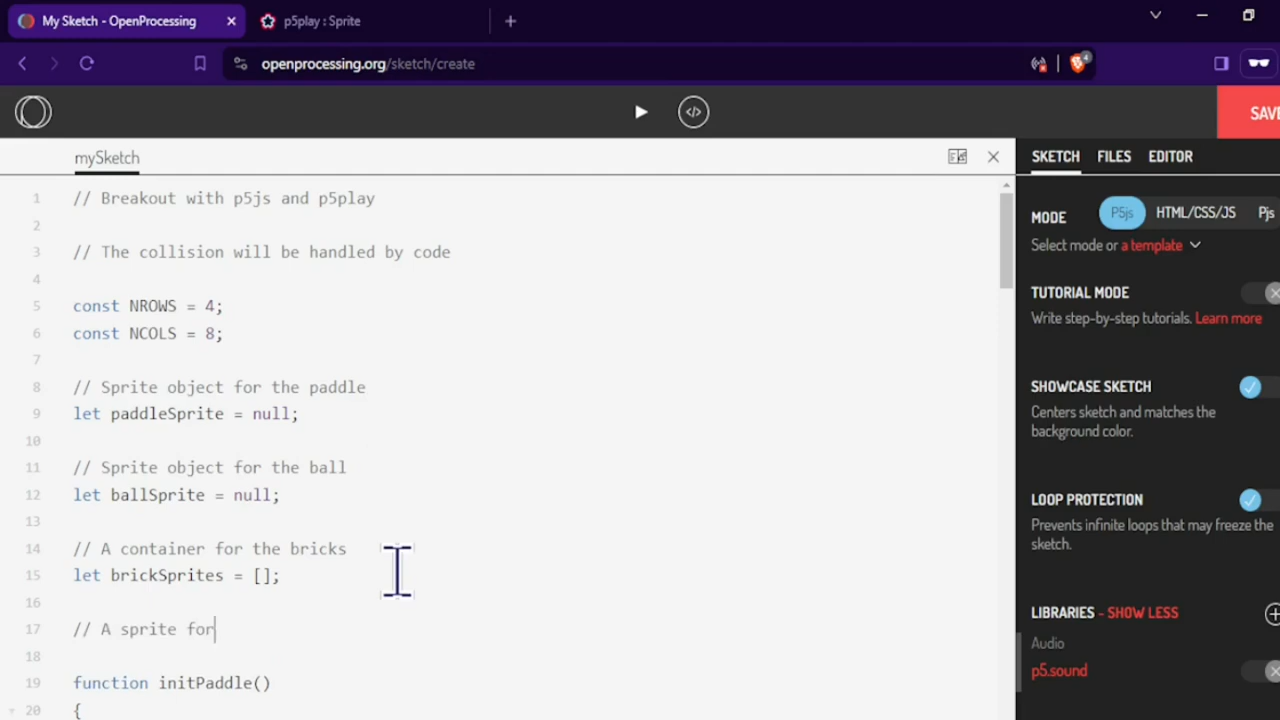 My Sketch - OpenProcessing
p5play : Sprite
openprocessing.org/sketch/create
4
</>
SAVE
mySketch
SKETCH FILES EDITOR
1 // Breakout with p5js and p5play
2
3 // The collision will be handled by code
4
5 const NROWS = 4;
6 const NCOLS = 8;
7
8 // Sprite object for the paddle
9 let paddleSprite = null;
10
11 // Sprite object for the ball
12 let ballSprite = null;
13
14 // A container for the bricks
15 let brickSprites = [];
16
17 // A sprite for
18
19 function initPaddle()
20 {
MODE P5js HTML/CSS/JS Pjs
Select mode or a template
TUTORIAL MODE
Write step-by-step tutorials. Learn more
SHOWCASE SKETCH
Centers sketch and matches the
background color.
LOOP PROTECTION
Prevents infinite loops that may freeze the
sketch.
LIBRARIES - SHOW LESS
Audio
p5.sound